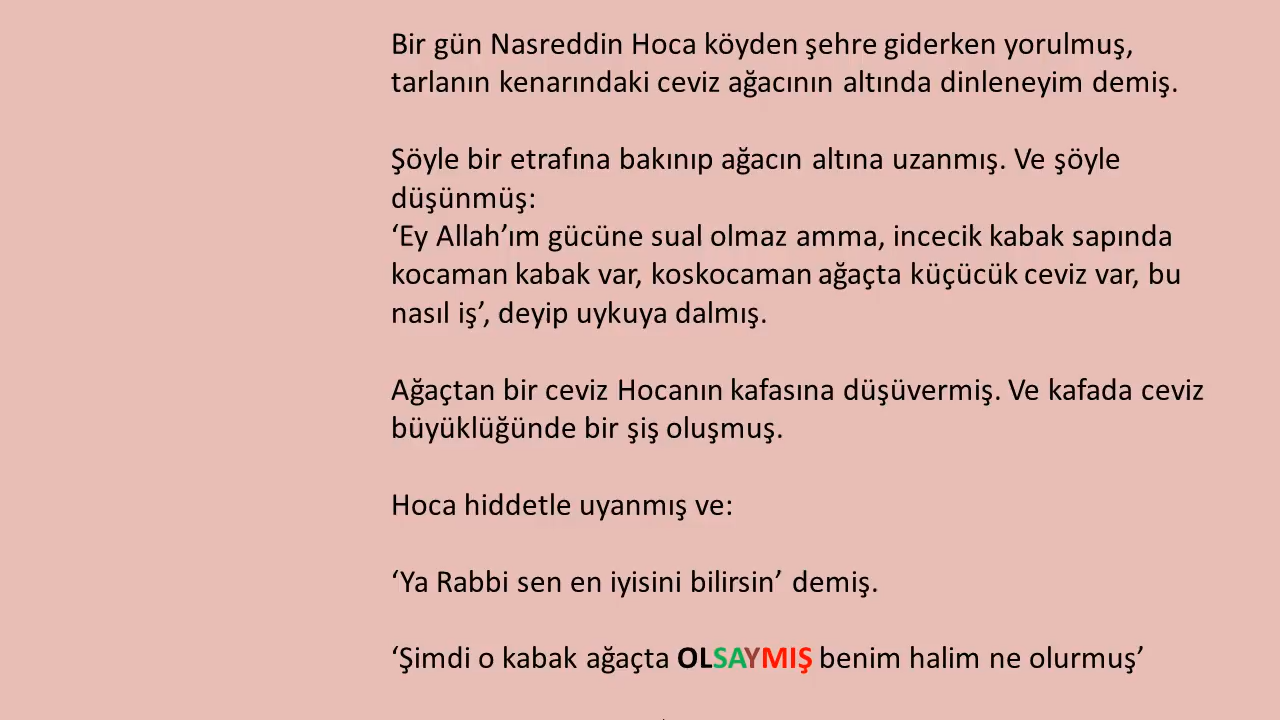 Bir gün Nasreddin Hoca köyden şehre giderken yorulmuş,
tarlanın kenarındaki ceviz ağacının altında dinleneyim demiş.
Şöyle bir etrafına bakınıp ağacın altına uzanmış. Ve şöyle
düşünmüş:
‘Ey Allah’ım gücüne sual olmaz amma, incecik kabak sapında
kocaman kabak var, koskocaman ağaçta küçücük ceviz var, bu
nasıl iş’, deyip uykuya dalmış.
Ağaçtan bir ceviz Hocanın kafasına düşüvermiş. Ve kafada ceviz
büyüklüğünde bir şiş oluşmuş.
Hoca hiddetle uyanmış ve:
‘Ya Rabbi sen en iyisini bilirsin’ demiş.
‘Şimdi o kabak ağaçta OLSAYMIŞ benim halim ne olurmuş’